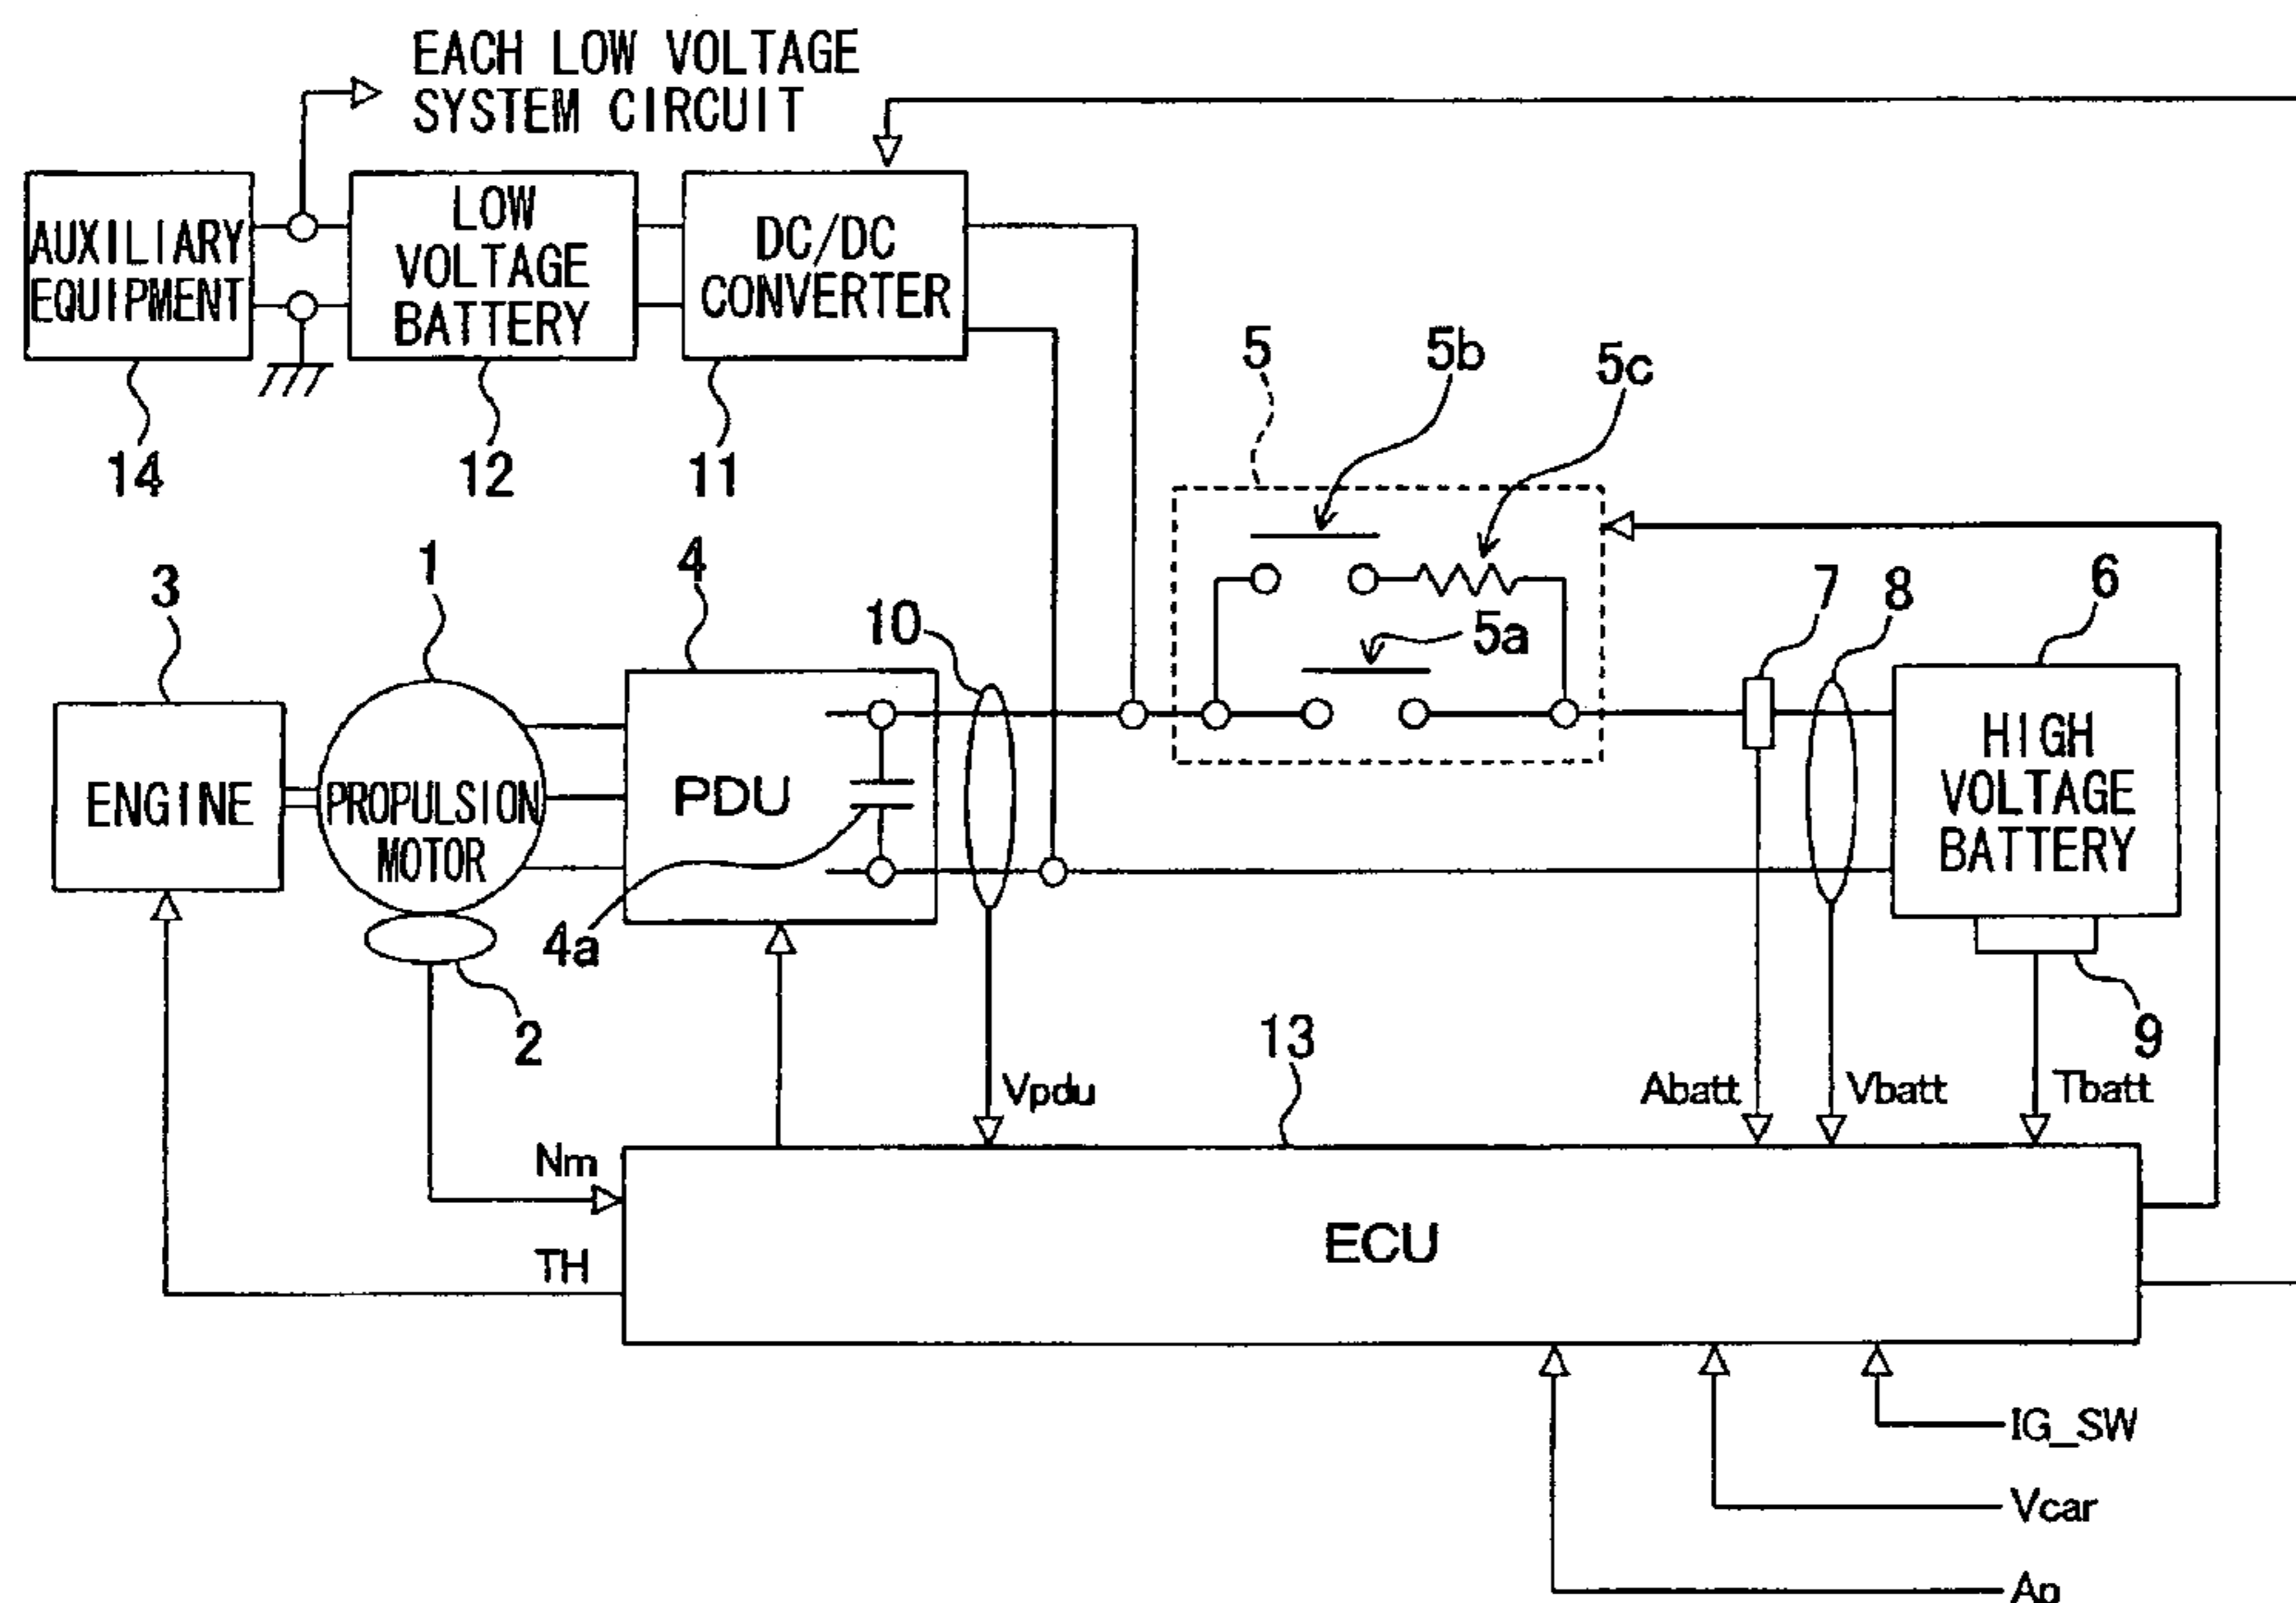 EACH LOW VOLTAGE
SYSTEM CIRCUIT
AUXILIARY
EQUIPMENT
LOW
VOLTAGE
BATTERY
DC/DC
CONVERTER
14
12
11
5
5b
5c
5a
3
1
4
10
7
8
6
ENGINE
PROPULSION
MOTOR
PDU
HIGH
VOLTAGE
BATTERY
4a
2
13
9
Vpdu
Abatt
Vbatt
Tbatt
Nm
TH
ECU
IG_SW
Vcar
Ap